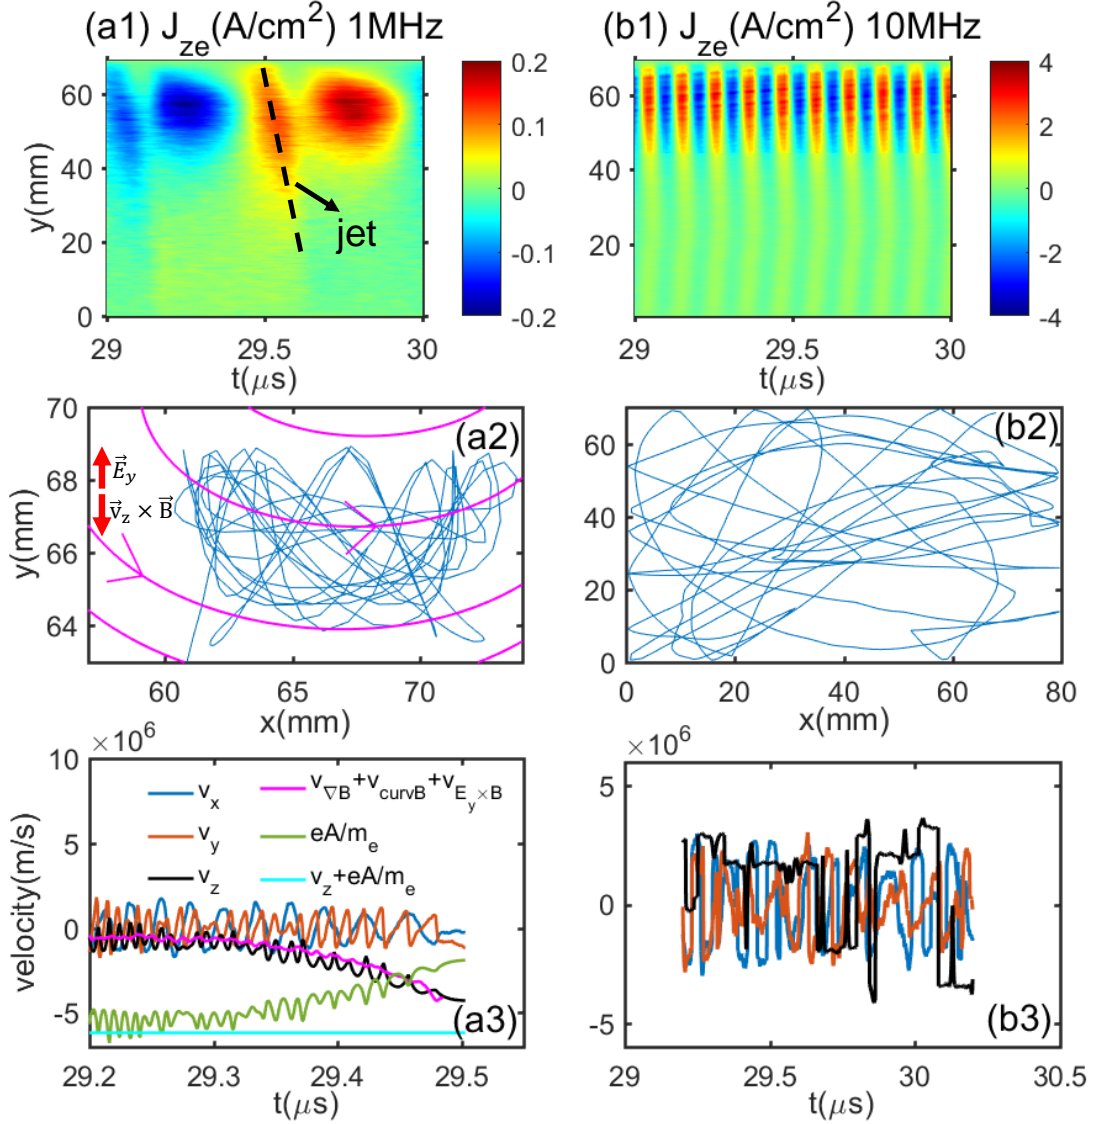 (a1) J_ze(A/cm²) 1MHz
(b1) J_ze(A/cm²) 10MHz
60
40
20
0
y(mm)
jet
29
29.5
30
t(μs)
0.2
0.1
0
-0.1
-0.2
60
40
20
29
29.5
30
t(μs)
4
2
0
-2
-4
70
68
66
64
y(mm)
(a2)
E⃗_y
v⃗_z × B⃗
60
65
70
x(mm)
(b2)
60
40
20
0
y(mm)
0
20
40
60
80
x(mm)
×10⁶
10
5
0
-5
velocity(m/s)
v_x
v_y
v_z
v_∇B+v_curvB+v_E_y×B
eA/m_e
v_z+eA/m_e
(a3)
29.2
29.3
29.4
29.5
t(μs)
×10⁶
5
0
-5
(b3)
29
29.5
30
30.5
t(μs)